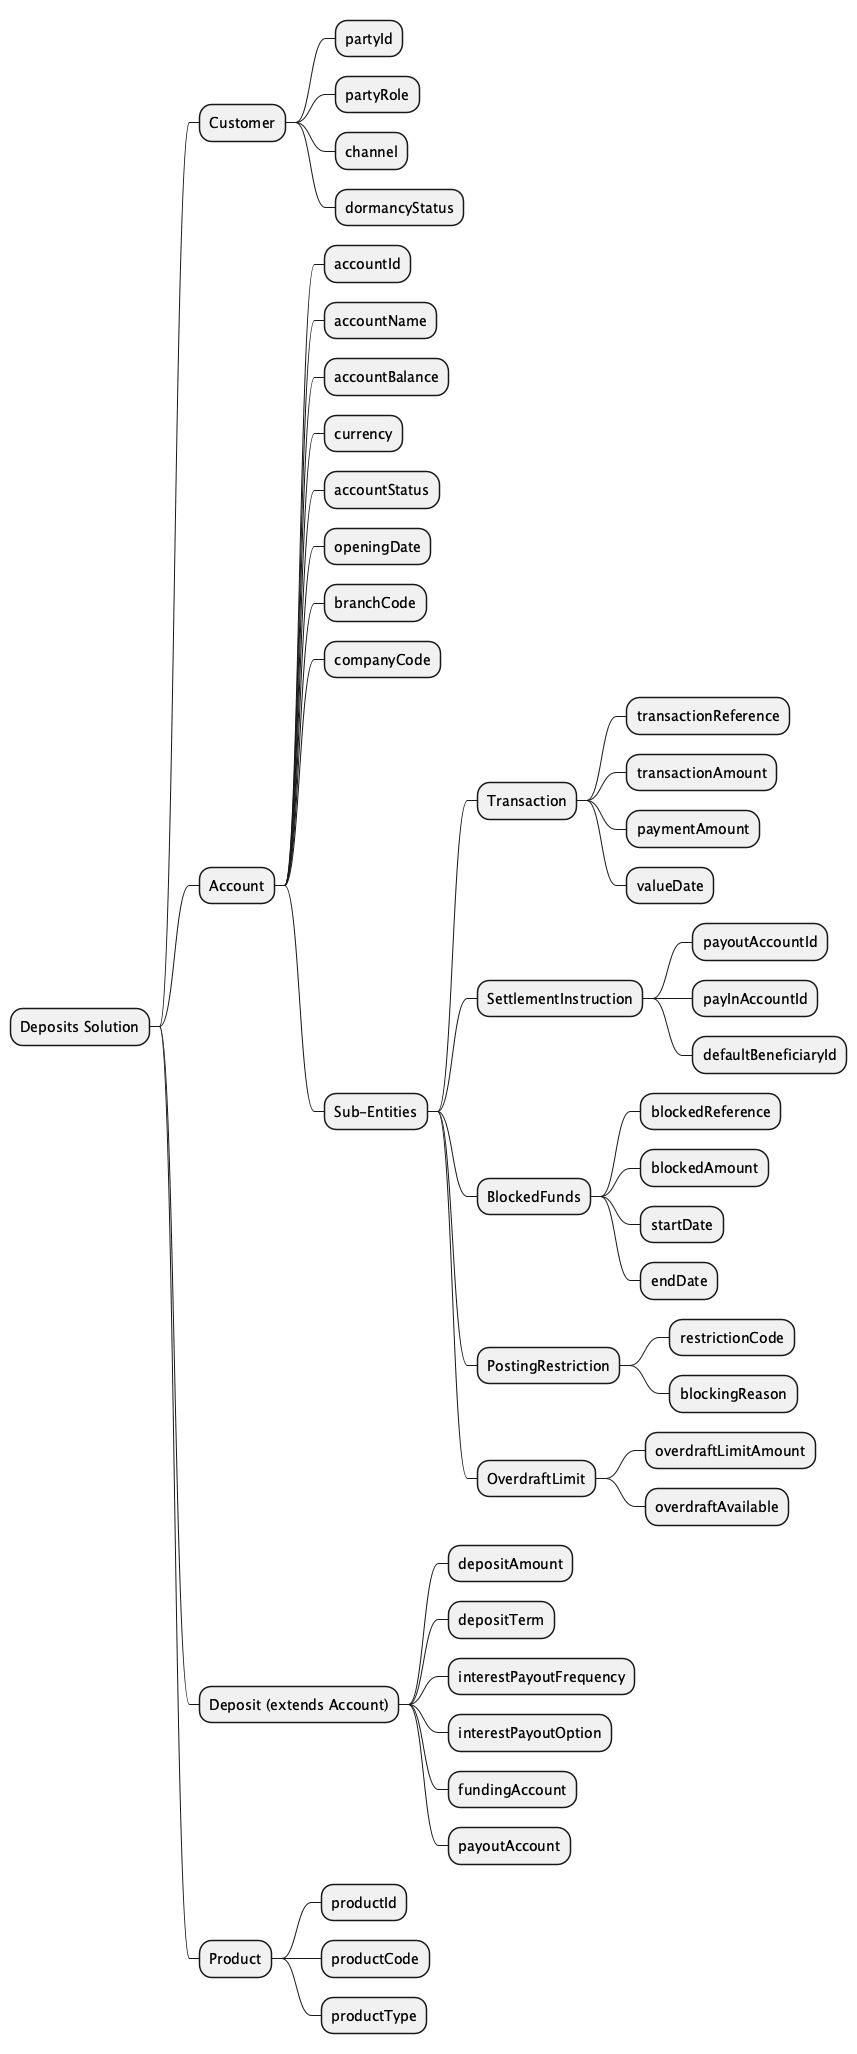 Deposits Solution
Customer
partyId
partyRole
channel
dormancyStatus
Account
accountId
accountName
accountBalance
currency
accountStatus
openingDate
branchCode
companyCode
Sub-Entities
Transaction
transactionReference
transactionAmount
paymentAmount
valueDate
SettlementInstruction
payoutAccountId
payInAccountId
defaultBeneficiaryId
BlockedFunds
blockedReference
blockedAmount
startDate
endDate
PostingRestriction
restrictionCode
blockingReason
OverdraftLimit
overdraftLimitAmount
overdraftAvailable
Deposit (extends Account)
depositAmount
depositTerm
interestPayoutFrequency
interestPayoutOption
fundingAccount
payoutAccount
Product
productId
productCode
productType